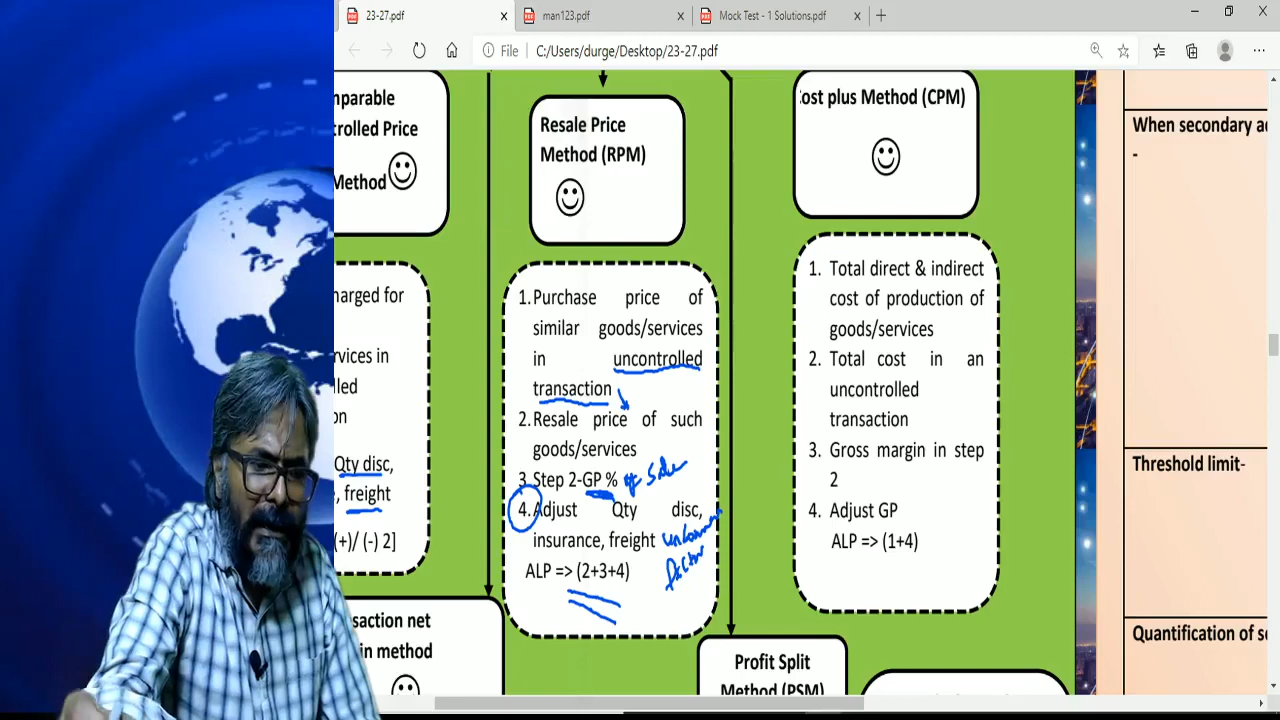 23-27.pdf
man123.pdf
Mock Test - 1 Solutions.pdf
File
C:/Users/durge/Desktop/23-27.pdf
nparable
trolled Price
Method
harged for
rvices in
lled
on
Qty disc,
, freight
(+)/ (-) 2]
saction net
in method
Resale Price
Method (RPM)
1. Purchase price of
similar goods/services
in uncontrolled
transaction
2. Resale price of such
goods/services
3. Step 2-GP % of Sales
4. Adjust Qty disc,
insurance, freight uncommon
factor
ALP => (2+3+4)
Profit Split
Method (PSM)
ost plus Method (CPM)
1. Total direct & indirect
cost of production of
goods/services
2. Total cost in an
uncontrolled
transaction
3. Gross margin in step
2
4. Adjust GP
ALP => (1+4)
When secondary a
-
Threshold limit-
Quantification of s